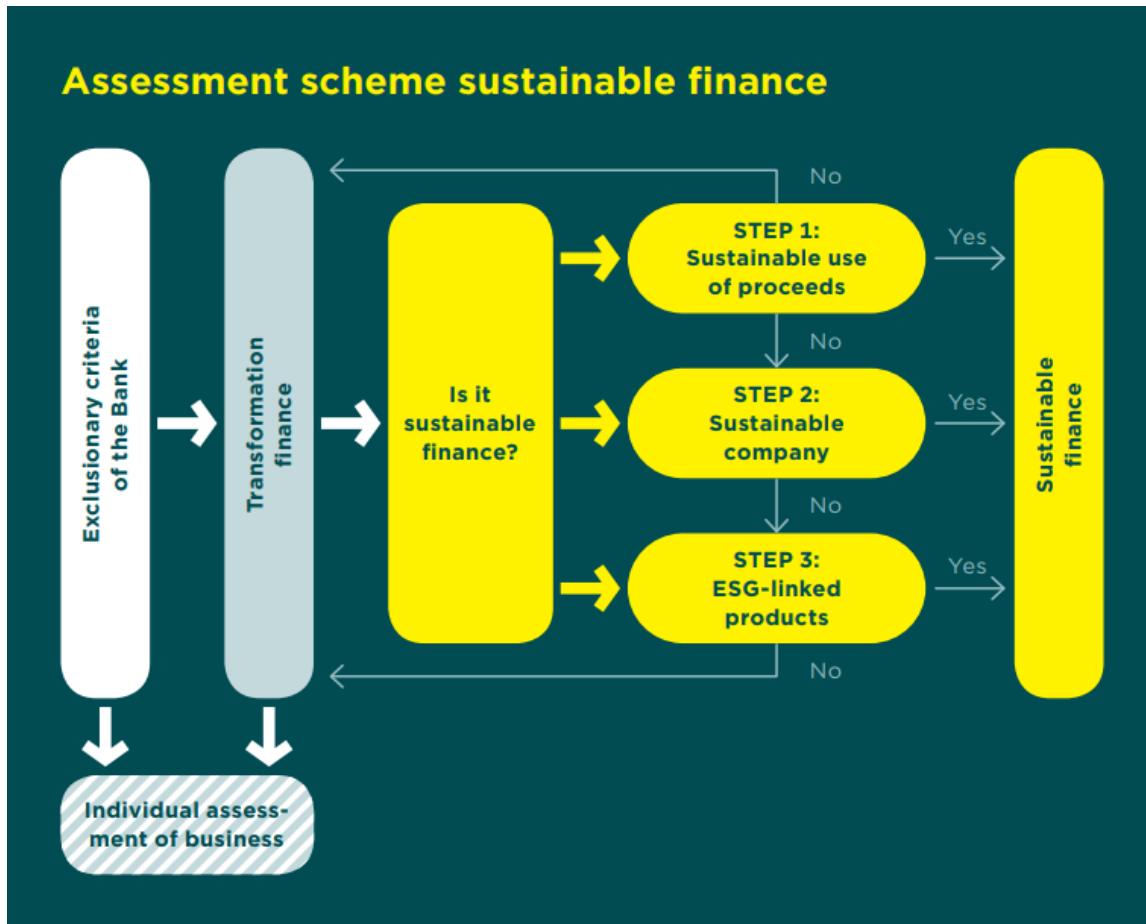 Assessment scheme sustainable finance
Exclusionary criteria
of the Bank
Transformation
finance
Is it
sustainable
finance?
No
STEP 1:
Sustainable use
of proceeds
Yes
No
STEP 2:
Sustainable
company
Yes
No
STEP 3:
ESG-linked
products
Yes
No
Sustainable
finance
Individual assess-
ment of business